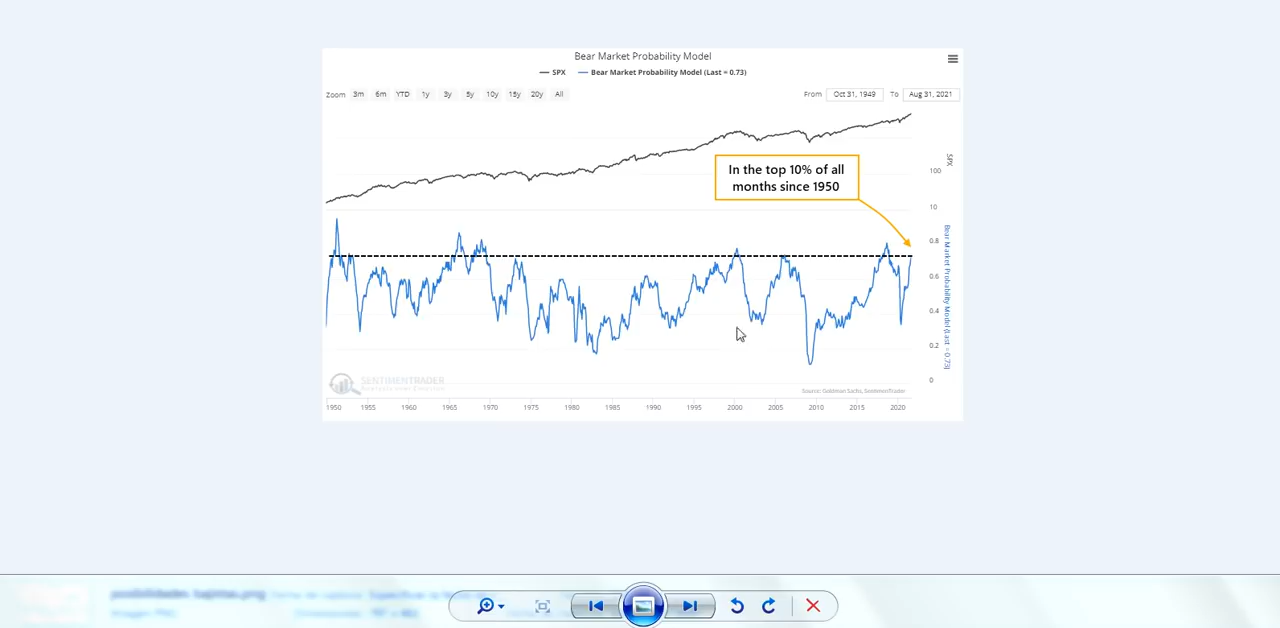 Bear Market Probability Model
SPX Bear Market Probability Model (Last = 0.73)
Zoom 3m 6m YTD 1y 3y 5y 10y 15y 20y All From Oct 31, 1949 To Aug 31, 2021
In the top 10% of all
months since 1950
SPX
100
10
0.8
0.6
0.4
0.2
0
Bear Market Probability Model (Last = 0.73)
SENTIMENTRADER
Source: Goldman Sachs, SentimenTrader
1950 1955 1960 1965 1970 1975 1980 1985 1990 1995 2000 2005 2010 2015 2020